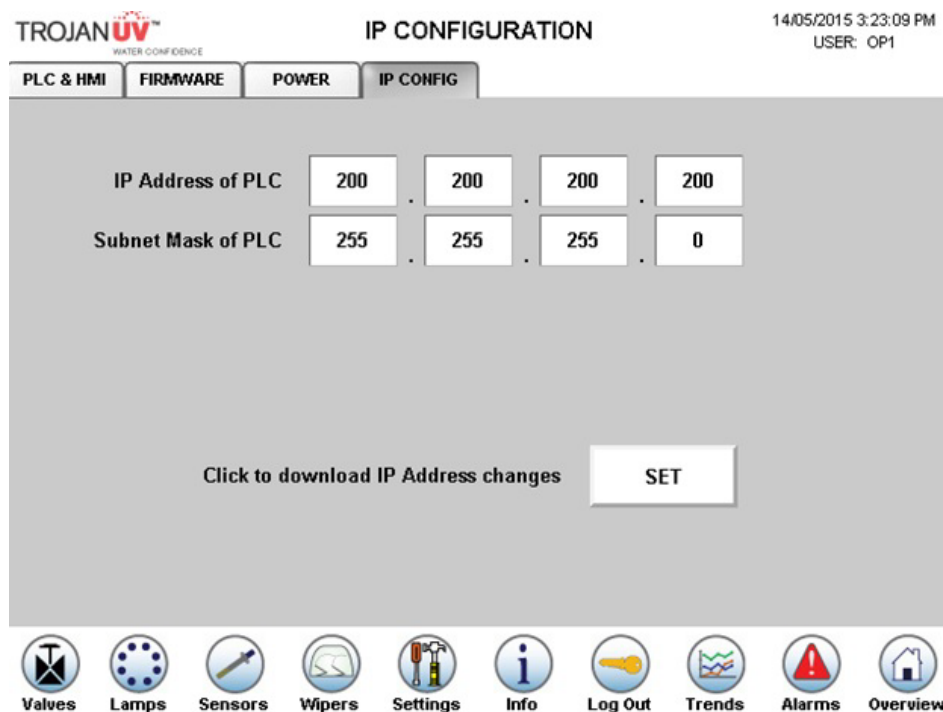 TROJANUV™
WATER CONFIDENCE
IP CONFIGURATION
14/05/2015 3:23:09 PM
USER: OP1
PLC & HMI FIRMWARE POWER IP CONFIG
IP Address of PLC 200 . 200 . 200 . 200
Subnet Mask of PLC 255 . 255 . 255 . 0
Click to download IP Address changes SET
Valves Lamps Sensors Wipers Settings Info Log Out Trends Alarms Overview